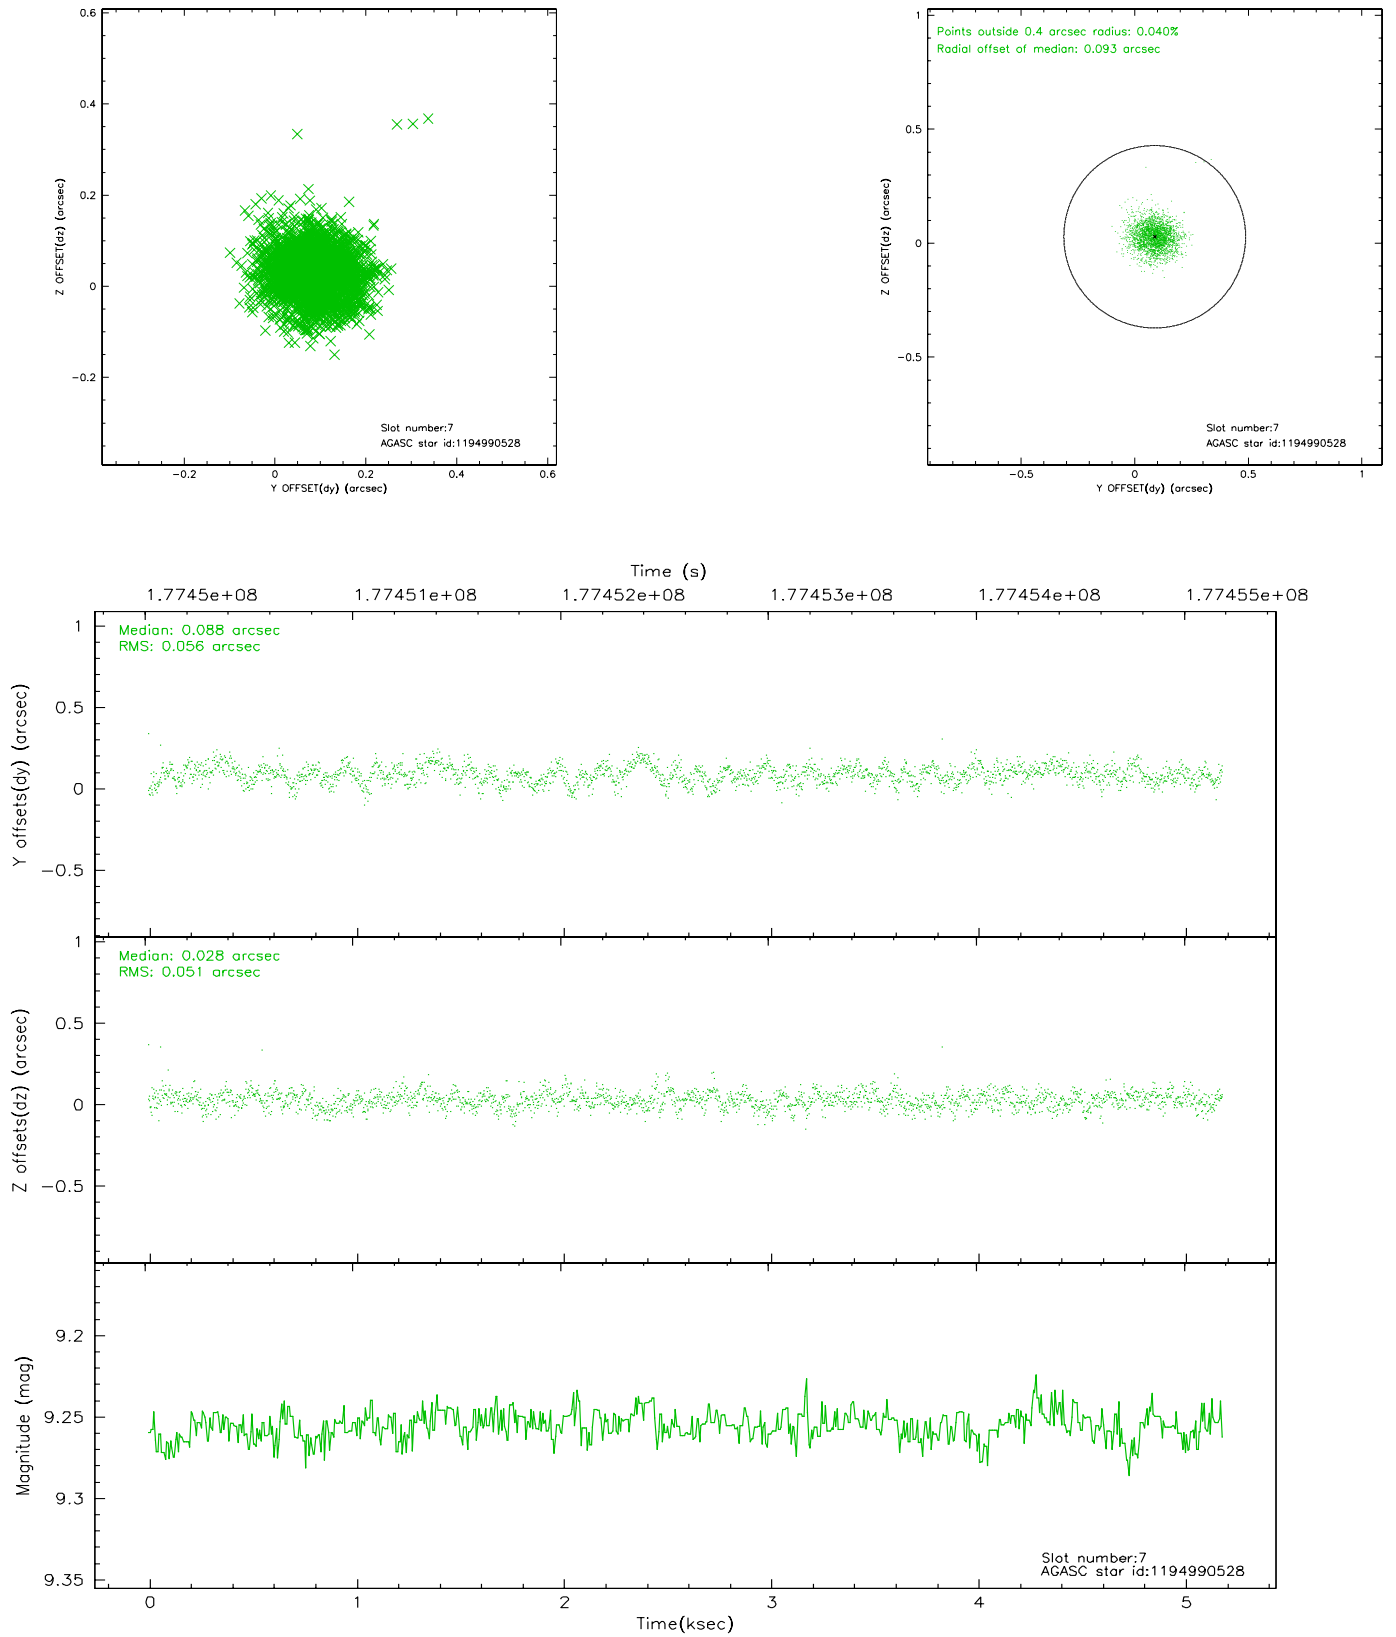 0.6
0.4
0.2
0
−0.2
Z OFFSET(dz) (arcsec)
Slot number:7
AGASC star id:1194990528
−0.2 0 0.2 0.4 0.6
Y OFFSET(dy) (arcsec)
Points outside 0.4 arcsec radius: 0.040%
Radial offset of median: 0.093 arcsec
1
0.5
0
−0.5
Z OFFSET(dz) (arcsec)
Slot number:7
AGASC star id:1194990528
−0.5 0 0.5 1
Y OFFSET(dy) (arcsec)
Time (s)
1.7745e+08 1.77451e+08 1.77452e+08 1.77453e+08 1.77454e+08 1.77455e+08
Median: 0.088 arcsec
RMS: 0.056 arcsec
1
0.5
0
−0.5
Y offsets(dy) (arcsec)
Median: 0.028 arcsec
RMS: 0.051 arcsec
1
0.5
0
−0.5
Z offsets(dz) (arcsec)
9.2
9.25
9.3
9.35
Magnitude (mag)
Slot number:7
AGASC star id:1194990528
0 1 2 3 4 5
Time(ksec)